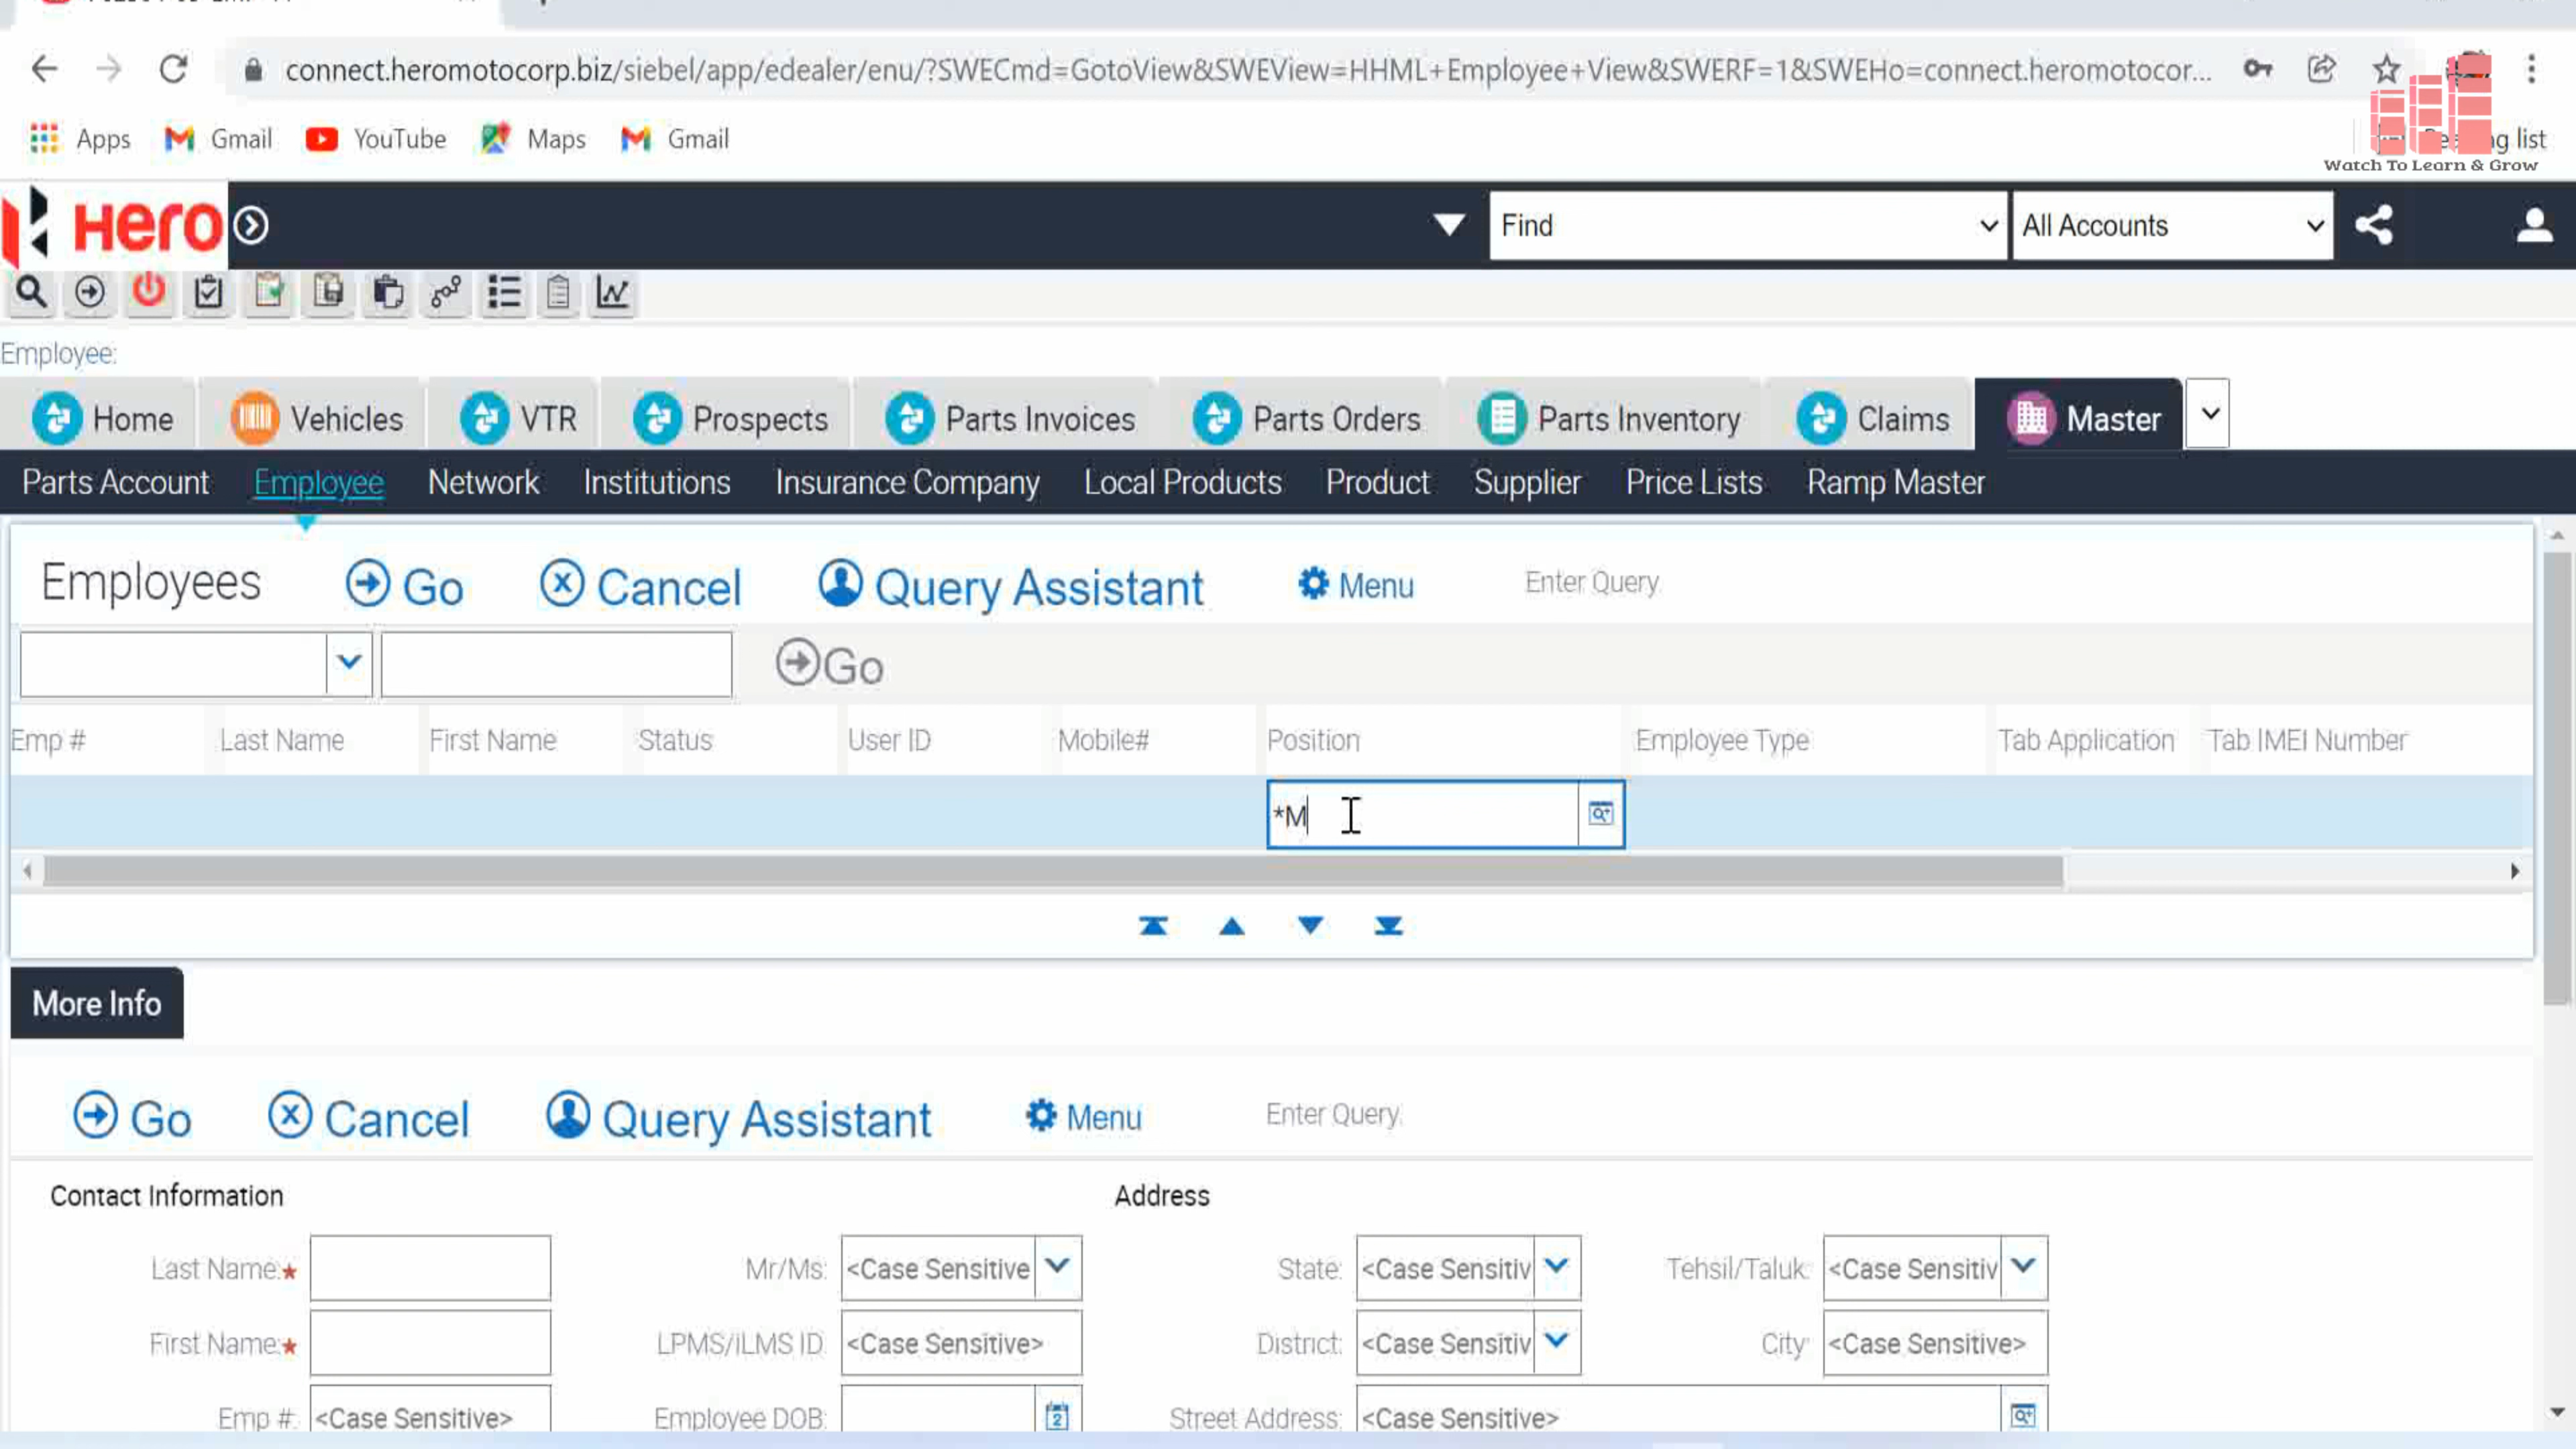 connect.heromotocorp.biz/siebel/app/edealer/enu/?SWECmd=GotoView&SWEView=HHML+Employee+View&SWERF=1&SWEHo=connect.heromotocor...
Apps Gmail YouTube Maps Gmail
Watch To Learn & Grow
Hero Find All Accounts
Employee:
Home Vehicles VTR Prospects Parts Invoices Parts Orders Parts Inventory Claims Master
Parts Account Employee Network Institutions Insurance Company Local Products Product Supplier Price Lists Ramp Master
Employees Go Cancel Query Assistant Menu Enter Query
Go
Emp # Last Name First Name Status User ID Mobile# Position Employee Type Tab Application Tab IMEI Number
*M
More Info
Go Cancel Query Assistant Menu Enter Query.
Contact Information Address
Last Name:* Mr/Ms: <Case Sensitive State: <Case Sensitiv Tehsil/Taluk: <Case Sensitiv
First Name:* LPMS/iLMS ID: <Case Sensitive> District: <Case Sensitiv City: <Case Sensitive>
Emp #: <Case Sensitive> Employee DOB: Street Address: <Case Sensitive>